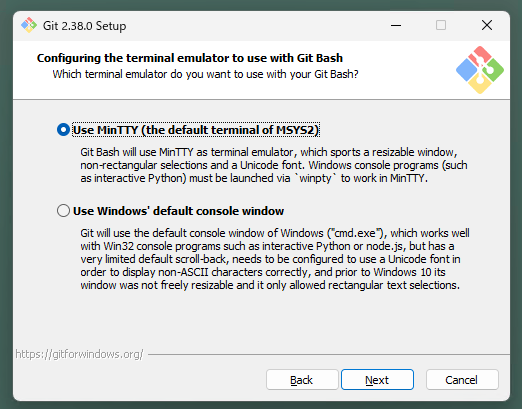 Git 2.38.0 Setup
Configuring the terminal emulator to use with Git Bash
Which terminal emulator do you want to use with your Git Bash?
Use MinTTY (the default terminal of MSYS2)
Git Bash will use MinTTY as terminal emulator, which sports a resizable window,
non-rectangular selections and a Unicode font. Windows console programs (such
as interactive Python) must be launched via `winpty` to work in MinTTY.
Use Windows' default console window
Git will use the default console window of Windows ("cmd.exe"), which works well
with Win32 console programs such as interactive Python or node.js, but has a
very limited default scroll-back, needs to be configured to use a Unicode font in
order to display non-ASCII characters correctly, and prior to Windows 10 its
window was not freely resizable and it only allowed rectangular text selections.
https://gitforwindows.org/
Back
Next
Cancel